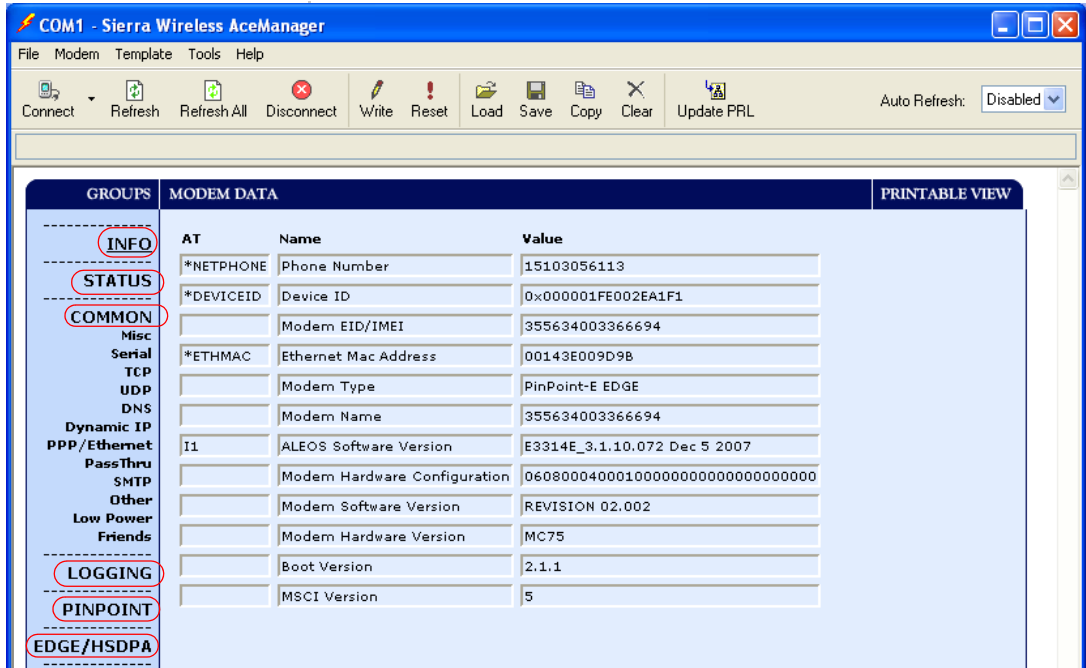 COM1 - Sierra Wireless AceManager
File Modem Template Tools Help
Connect Refresh Refresh All Disconnect Write Reset Load Save Copy Clear Update PRL Auto Refresh: Disabled
GROUPS MODEM DATA PRINTABLE VIEW
INFO
STATUS
COMMON
Misc
Serial
TCP
UDP
DNS
Dynamic IP
PPP/Ethernet
PassThru
SMTP
Other
Low Power
Friends
LOGGING
PINPOINT
EDGE/HSDPA
AT Name Value
*NETPHONE Phone Number 15103056113
*DEVICEID Device ID 0x000001FE002EA1F1
Modem EID/IMEI 355634003366694
*ETHMAC Ethernet Mac Address 00143E009D9B
Modem Type PinPoint-E EDGE
Modem Name 355634003366694
I1 ALEOS Software Version E3314E_3.1.10.072 Dec 5 2007
Modem Hardware Configuration 06080004000100000000000000000000
Modem Software Version REVISION 02.002
Modem Hardware Version MC75
Boot Version 2.1.1
MSCI Version 5